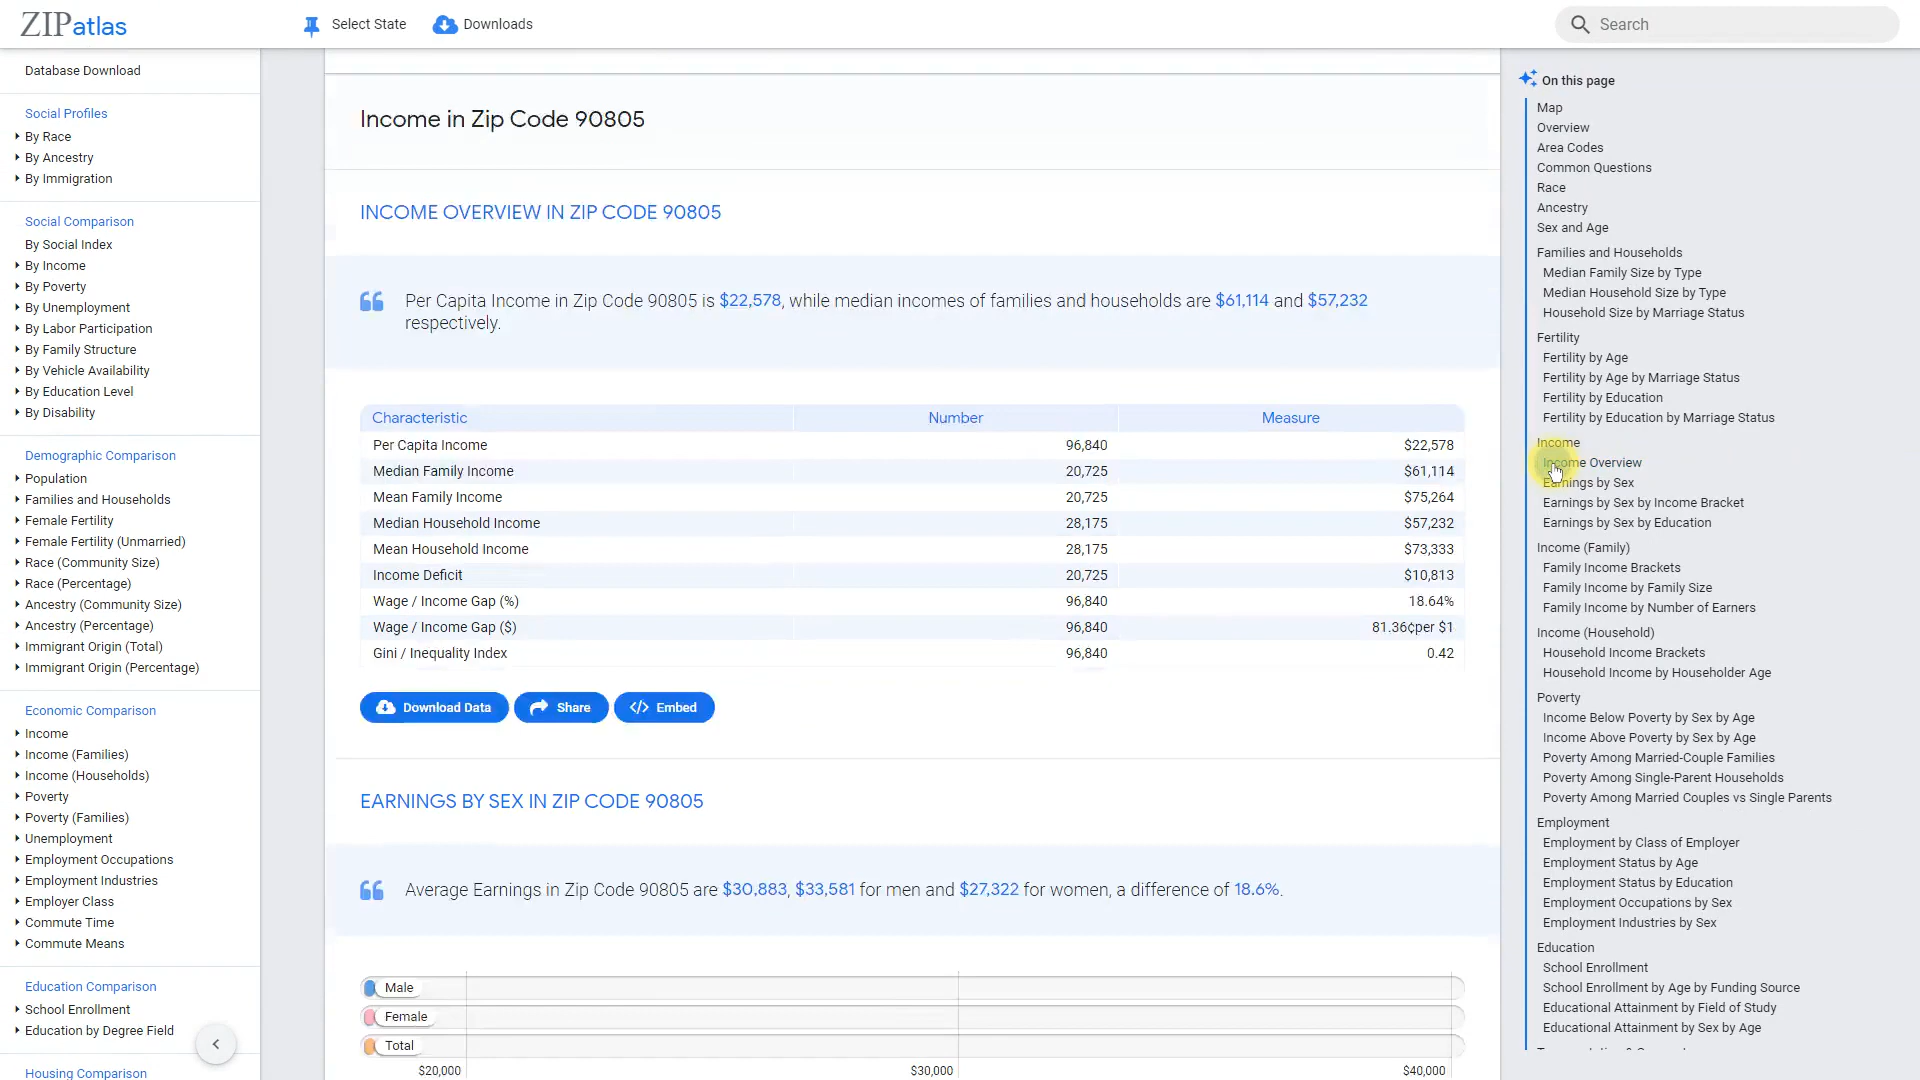 ZIPatlas
Select State
Downloads
Search
Database Download
Social Profiles
By Race
By Ancestry
By Immigration
Social Comparison
By Social Index
By Income
By Poverty
By Unemployment
By Labor Participation
By Family Structure
By Vehicle Availability
By Education Level
By Disability
Demographic Comparison
Population
Families and Households
Female Fertility
Female Fertility (Unmarried)
Race (Community Size)
Race (Percentage)
Ancestry (Community Size)
Ancestry (Percentage)
Immigrant Origin (Total)
Immigrant Origin (Percentage)
Economic Comparison
Income
Income (Families)
Income (Households)
Poverty
Poverty (Families)
Unemployment
Employment Occupations
Employment Industries
Employer Class
Commute Time
Commute Means
Education Comparison
School Enrollment
Education by Degree Field
Housing Comparison
Income in Zip Code 90805
INCOME OVERVIEW IN ZIP CODE 90805
Per Capita Income in Zip Code 90805 is $22,578, while median incomes of families and households are $61,114 and $57,232
respectively.
Characteristic Number Measure
Per Capita Income 96,840 $22,578
Median Family Income 20,725 $61,114
Mean Family Income 20,725 $75,264
Median Household Income 28,175 $57,232
Mean Household Income 28,175 $73,333
Income Deficit 20,725 $10,813
Wage / Income Gap (%) 96,840 18.64%
Wage / Income Gap ($) 96,840 81.36¢per $1
Gini / Inequality Index 96,840 0.42
Download Data
Share
Embed
EARNINGS BY SEX IN ZIP CODE 90805
Average Earnings in Zip Code 90805 are $30,883, $33,581 for men and $27,322 for women, a difference of 18.6%.
Male
Female
Total
$20,000 $30,000 $40,000
On this page
Map
Overview
Area Codes
Common Questions
Race
Ancestry
Sex and Age
Families and Households
Median Family Size by Type
Median Household Size by Type
Household Size by Marriage Status
Fertility
Fertility by Age
Fertility by Age by Marriage Status
Fertility by Education
Fertility by Education by Marriage Status
Income
Income Overview
Earnings by Sex
Earnings by Sex by Income Bracket
Earnings by Sex by Education
Income (Family)
Family Income Brackets
Family Income by Family Size
Family Income by Number of Earners
Income (Household)
Household Income Brackets
Household Income by Householder Age
Poverty
Income Below Poverty by Sex by Age
Income Above Poverty by Sex by Age
Poverty Among Married-Couple Families
Poverty Among Single-Parent Households
Poverty Among Married Couples vs Single Parents
Employment
Employment by Class of Employer
Employment Status by Age
Employment Status by Education
Employment Occupations by Sex
Employment Industries by Sex
Education
School Enrollment
School Enrollment by Age by Funding Source
Educational Attainment by Field of Study
Educational Attainment by Sex by Age